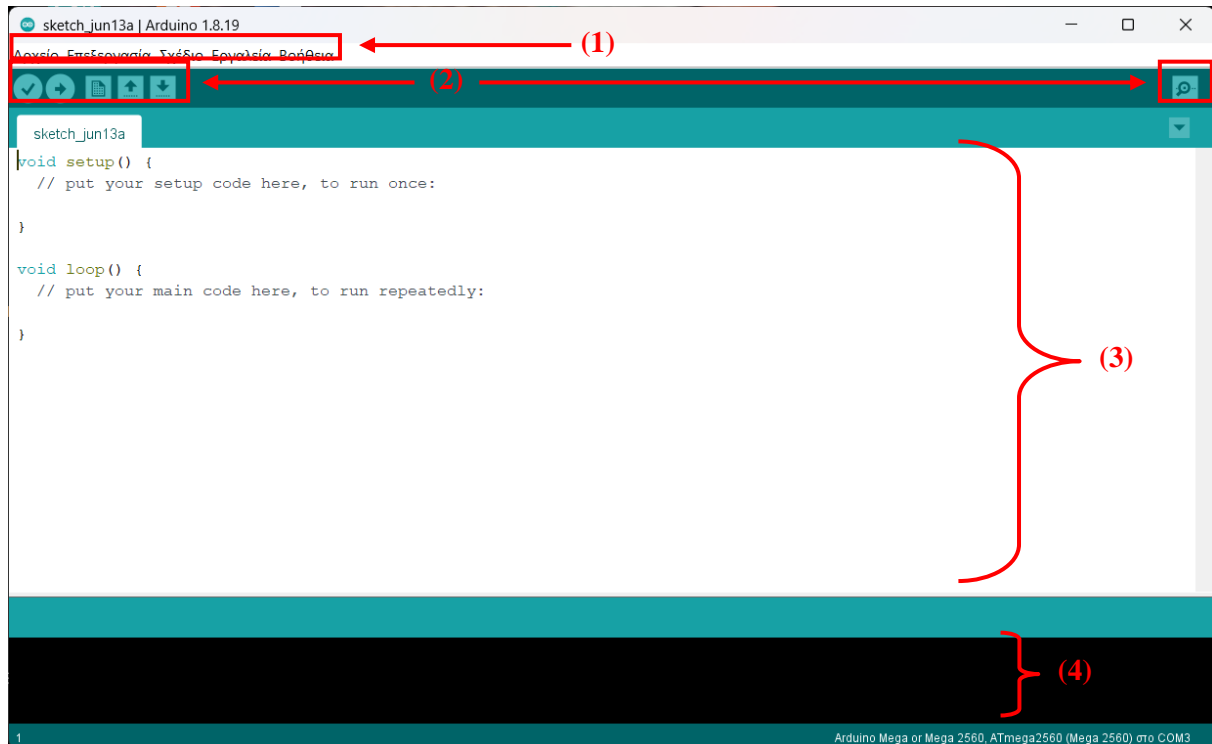 sketch_jun13a | Arduino 1.8.19
Αρχείο Επεξεργασία Σχέδιο Εργαλεία Βοήθεια
(1)
(2)
sketch_jun13a
void setup() {
// put your setup code here, to run once:
}
void loop() {
// put your main code here, to run repeatedly:
}
(3)
(4)
1
Arduino Mega or Mega 2560, ATmega2560 (Mega 2560) στο COM3